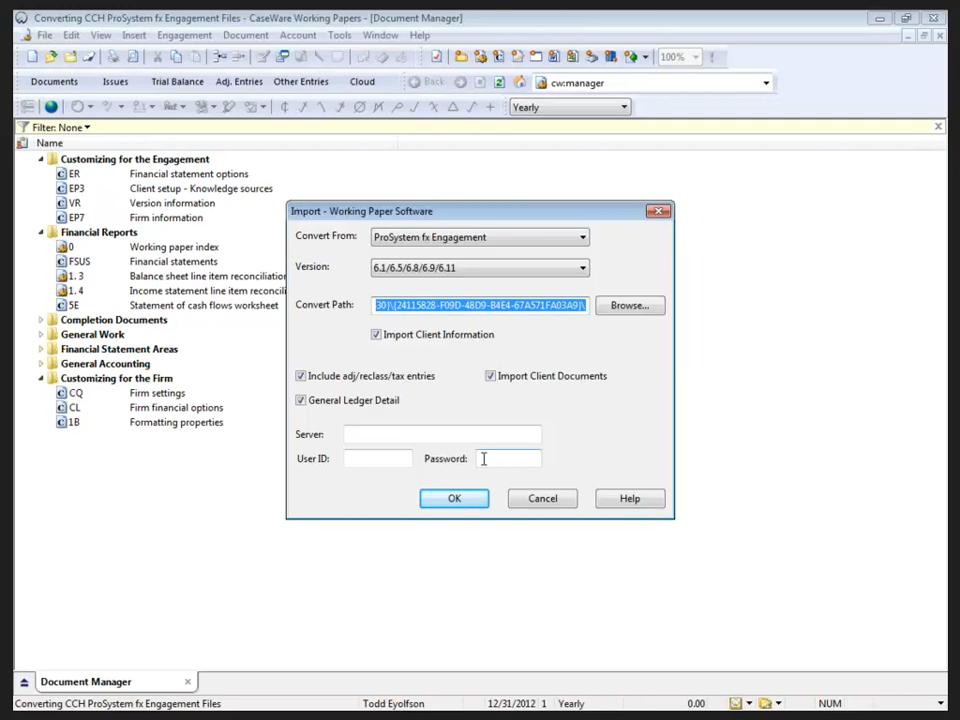 Converting CCH ProSystem fx Engagement Files - CaseWare Working Papers - [Document Manager]
File Edit View Insert Engagement Document Account Tools Window Help
100%
Documents Issues Trial Balance Adj. Entries Other Entries Cloud Back cw:manager
Yearly
Filter: None
Name
Customizing for the Engagement
ER Financial statement options
EP3 Client setup - Knowledge sources
VR Version information
EP7 Firm information
Financial Reports
0 Working paper index
FSUS Financial statements
1. 3 Balance sheet line item reconciliation
1. 4 Income statement line item reconcili
5E Statement of cash flows worksheet
Completion Documents
General Work
Financial Statement Areas
General Accounting
Customizing for the Firm
CQ Firm settings
CL Firm financial options
1B Formatting properties
Import - Working Paper Software
Convert From: ProSystem fx Engagement
Version: 6.1/6.5/6.8/6.9/6.11
Convert Path: 30}\{24115828-F09D-48D9-B4E4-67A571FA03A9}\ Browse...
Import Client Information
Include adj/reclass/tax entries Import Client Documents
General Ledger Detail
Server:
User ID: Password:
OK Cancel Help
Document Manager
Converting CCH ProSystem fx Engagement Files Todd Eyolfson 12/31/2012 1 Yearly 0.00 NUM